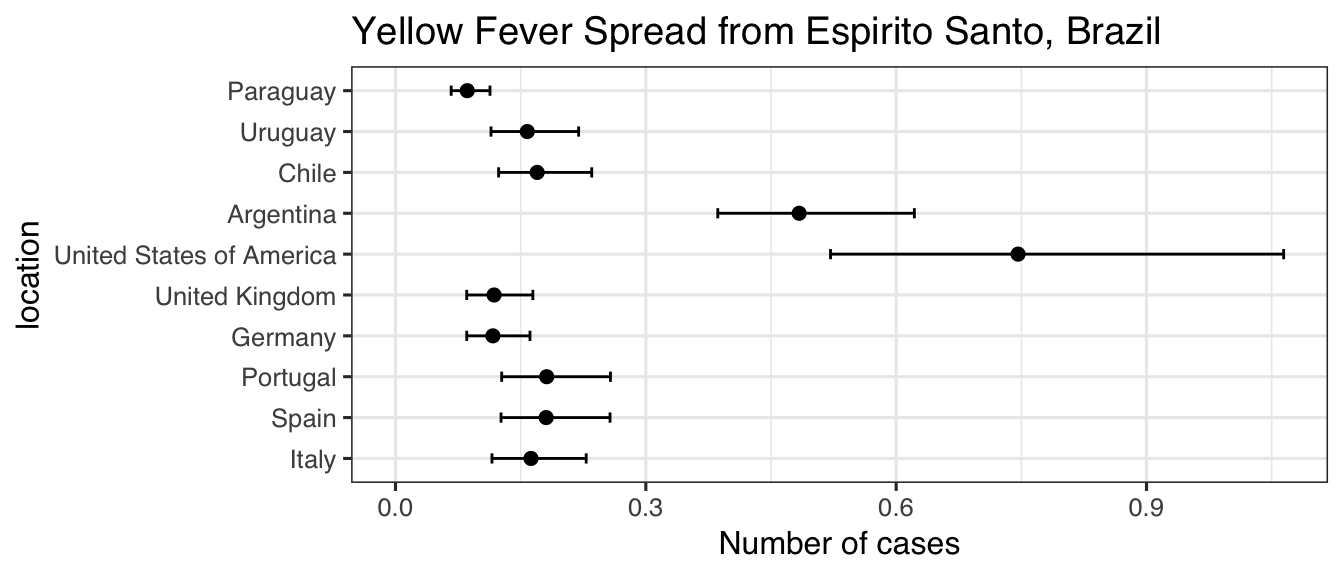 Yellow Fever Spread from Espirito Santo, Brazil
location
Paraguay
Uruguay
Chile
Argentina
United States of America
United Kingdom
Germany
Portugal
Spain
Italy
0.0 0.3 0.6 0.9
Number of cases